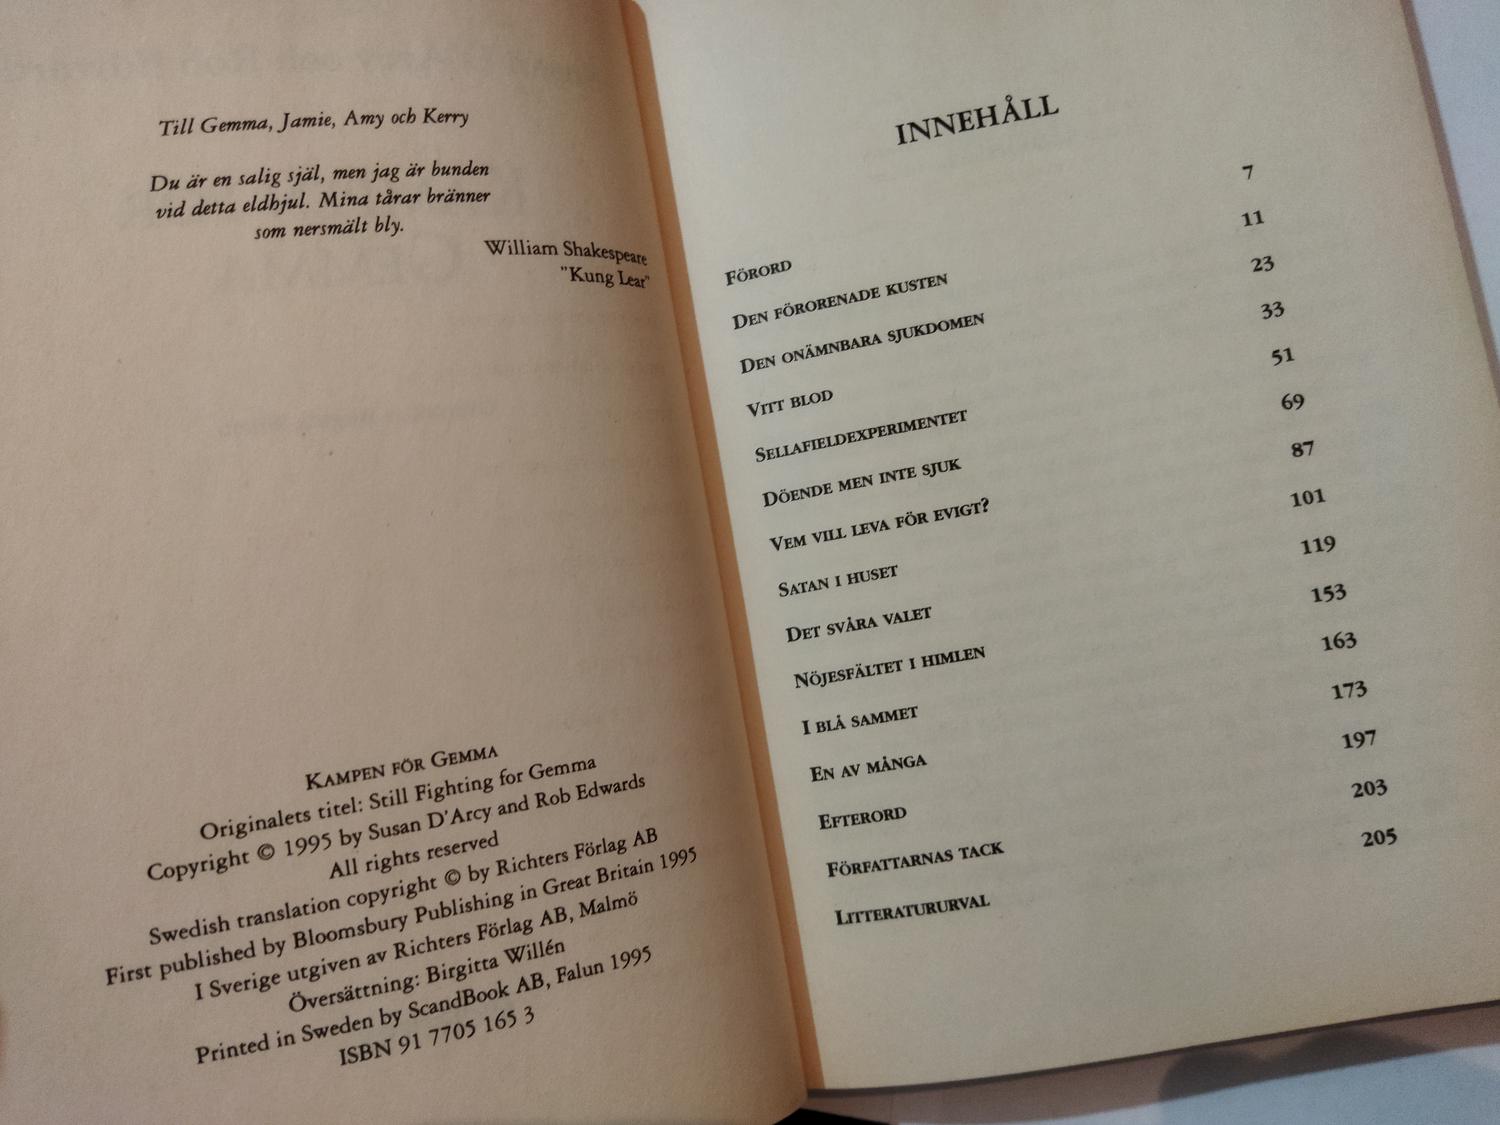 Till Gemma, Jamie, Amy och Kerry
Du är en salig själ, men jag är bunden
vid detta eldhjul. Mina tårar bränner
som nersmält bly.
William Shakespeare
"Kung Lear"
KAMPEN FÖR GEMMA
Originalets titel: Still Fighting for Gemma
Copyright © 1995 by Susan D'Arcy and Rob Edwards
All rights reserved
Swedish translation copyright © by Richters Förlag AB
First published by Bloomsbury Publishing in Great Britain 1995
I Sverige utgiven av Richters Förlag AB, Malmö
Översättning: Birgitta Willén
Printed in Sweden by ScandBook AB, Falun 1995
ISBN 91 7705 165 3
INNEHÅLL
FÖRORD 7
DEN FÖRORENADE KUSTEN 11
DEN ONÄMNBARA SJUKDOMEN 23
VITT BLOD 33
SELLAFIELDEXPERIMENTET 51
DÖENDE MEN INTE SJUK 69
VEM VILL LEVA FÖR EVIGT? 87
SATAN I HUSET 101
DET SVÅRA VALET 119
NÖJESFÄLTET I HIMLEN 153
I BLÅ SAMMET 163
EN AV MÅNGA 173
EFTERORD 197
FÖRFATTARNAS TACK 203
LITTERATURURVAL 205